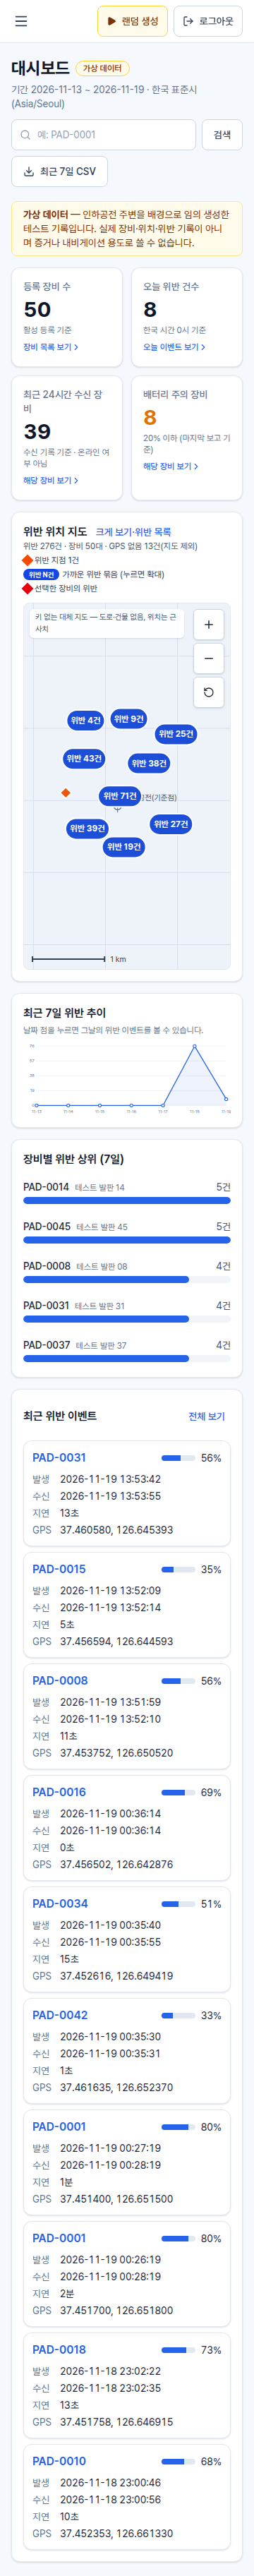 랜덤 생성
로그아웃
대시보드
가상 데이터
기간 2026-11-13 ~ 2026-11-19 · 한국 표준시
(Asia/Seoul)
예: PAD-0001
검색
최근 7일 CSV
가상 데이터 — 인하공전 주변을 배경으로 임의 생성한
테스트 기록입니다. 실제 장비·위치·위반 기록이 아니
며 증거나 내비게이션 용도로 쓸 수 없습니다.
등록 장비 수
50
활성 등록 기준
장비 목록 보기
오늘 위반 건수
8
한국 시간 0시 기준
오늘 이벤트 보기
최근 24시간 수신 장
비
39
수신 기록 기준 · 온라인 여
부 아님
해당 장비 보기
배터리 주의 장비
8
20% 이하 (마지막 보고 기
준)
해당 장비 보기
위반 위치 지도
크게 보기·위반 목록
위반 276건 · 장비 50대 · GPS 없음 13건(지도 제외)
위반 지점 1건
위반 N건 가까운 위반 묶음 (누르면 확대)
선택한 장비의 위반
키 없는 대체 지도 — 도로·건물 없음, 위치는 근
사치
위반 4건
위반 9건
위반 25건
위반 43건
위반 38건
위반 71건
전(기준점)
위반 39건
위반 27건
위반 19건
1 km
최근 7일 위반 추이
날짜 점을 누르면 그날의 위반 이벤트를 볼 수 있습니다.
장비별 위반 상위 (7일)
PAD-0014 테스트 발판 14 5건
PAD-0045 테스트 발판 45 5건
PAD-0008 테스트 발판 08 4건
PAD-0031 테스트 발판 31 4건
PAD-0037 테스트 발판 37 4건
최근 위반 이벤트
전체 보기
PAD-0031 56%
발생 2026-11-19 13:53:42
수신 2026-11-19 13:53:55
지연 13초
GPS 37.460580, 126.645393
PAD-0015 35%
발생 2026-11-19 13:52:09
수신 2026-11-19 13:52:14
지연 5초
GPS 37.456594, 126.644593
PAD-0008 56%
발생 2026-11-19 13:51:59
수신 2026-11-19 13:52:10
지연 11초
GPS 37.453752, 126.650520
PAD-0016 69%
발생 2026-11-19 00:36:14
수신 2026-11-19 00:36:14
지연 0초
GPS 37.456502, 126.642876
PAD-0034 51%
발생 2026-11-19 00:35:40
수신 2026-11-19 00:35:55
지연 15초
GPS 37.452616, 126.649419
PAD-0042 33%
발생 2026-11-19 00:35:30
수신 2026-11-19 00:35:31
지연 1초
GPS 37.461635, 126.652370
PAD-0001 80%
발생 2026-11-19 00:27:19
수신 2026-11-19 00:28:19
지연 1분
GPS 37.451400, 126.651500
PAD-0001 80%
발생 2026-11-19 00:26:19
수신 2026-11-19 00:28:19
지연 2분
GPS 37.451700, 126.651800
PAD-0018 73%
발생 2026-11-18 23:02:22
수신 2026-11-18 23:02:35
지연 13초
GPS 37.451758, 126.646915
PAD-0010 68%
발생 2026-11-18 23:00:46
수신 2026-11-18 23:00:56
지연 10초
GPS 37.452353, 126.661330